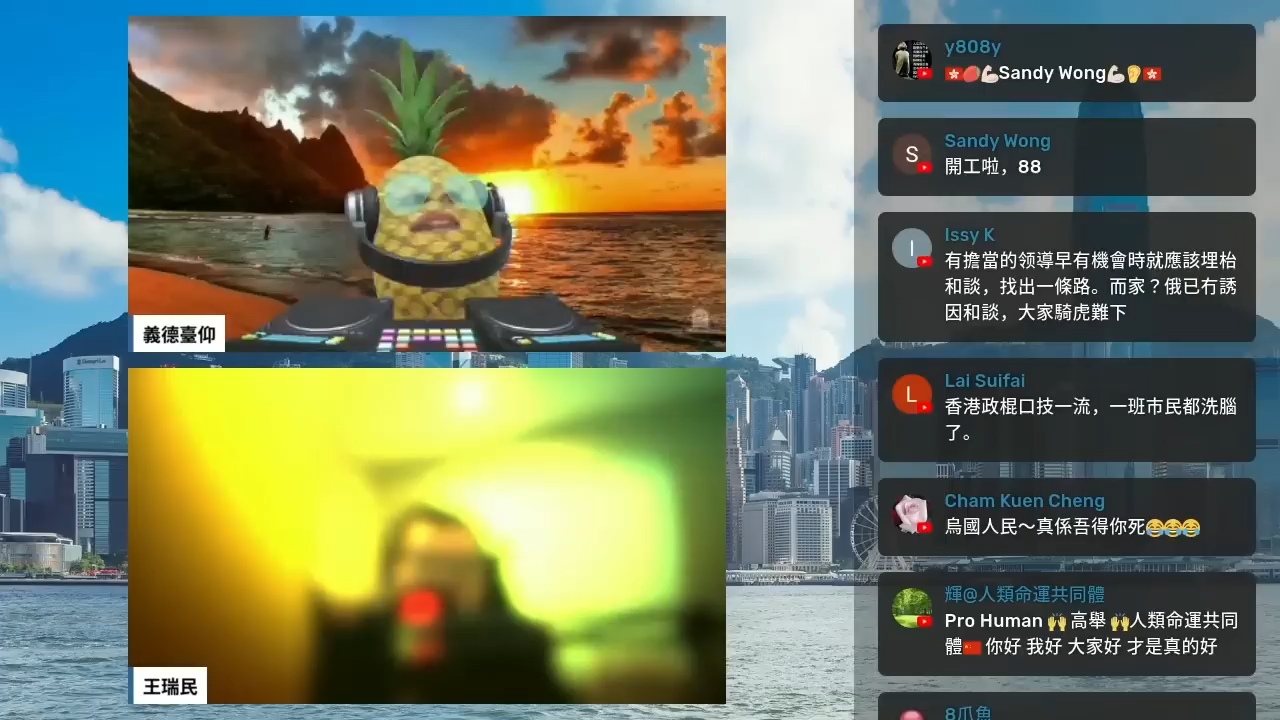 義德臺仰
王瑞民
y808y
Sandy Wong
Sandy Wong
開工啦，88
Issy K
有擔當的领導早有機會時就應該埋枱
和談，找出一條路。而家？俄已冇誘
因和談，大家騎虎難下
Lai Suifai
香港政棍口技一流，一班市民都洗腦
了。
Cham Kuen Cheng
烏國人民～真係吾得你死😂😂😂
輝@人類命運共同體
Pro Human 🙌 高舉 🙌人類命運共同
體🇨🇳 你好 我好 大家好 才是真的好
8爪魚